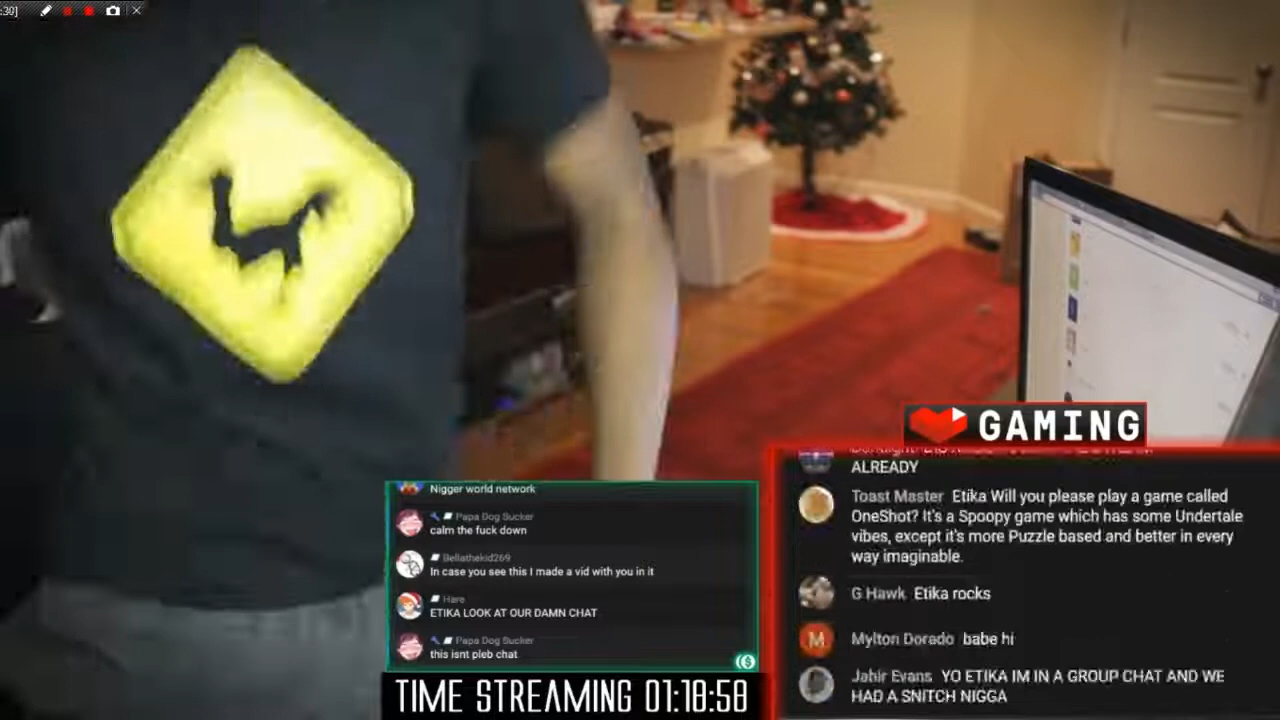 :30]
GAMING
ALREADY
Toast Master Etika Will you please play a game called
OneShot? It's a Spoopy game which has some Undertale
vibes, except it's more Puzzle based and better in every
way imaginable.
G Hawk Etika rocks
M Mylton Dorado babe hi
Jahir Evans YO ETIKA IM IN A GROUP CHAT AND WE
HAD A SNITCH NIGGA
Nigger world network
Papa Dog Sucker
calm the fuck down
Bellathekid269
In case you see this I made a vid with you in it
Hare
ETIKA LOOK AT OUR DAMN CHAT
Papa Dog Sucker
this isnt pleb chat
TIME STREAMING 01:18:58